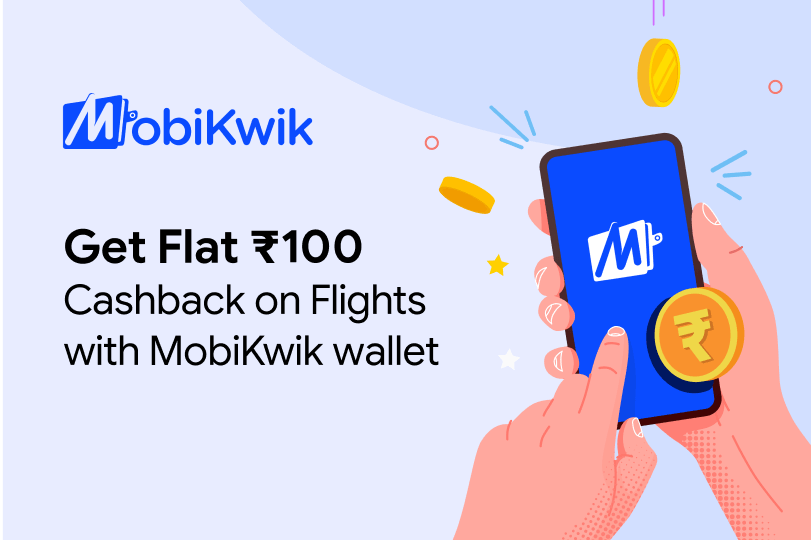 MobiKwik
Get Flat ₹100
Cashback on Flights
with MobiKwik wallet
M
₹